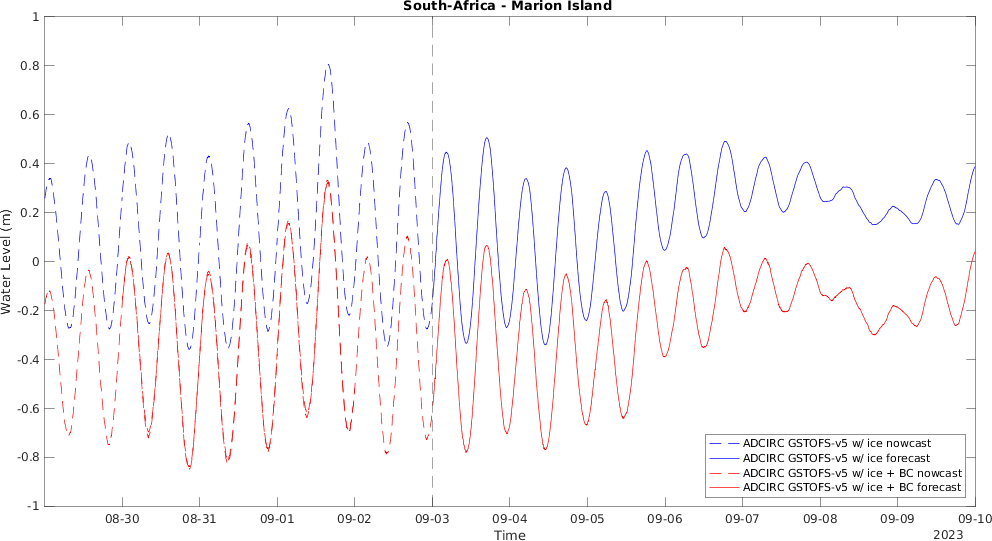 South-Africa - Marion Island
1
0.8
0.6
0.4
0.2
0
-0.2
-0.4
-0.6
-0.8
-1
Water Level (m)
ADCIRC GSTOFS-v5 w/ ice nowcast
ADCIRC GSTOFS-v5 w/ ice forecast
ADCIRC GSTOFS-v5 w/ ice + BC nowcast
ADCIRC GSTOFS-v5 w/ ice + BC forecast
08-30 08-31 09-01 09-02 09-03 09-04 09-05 09-06 09-07 09-08 09-09 09-10
Time
2023